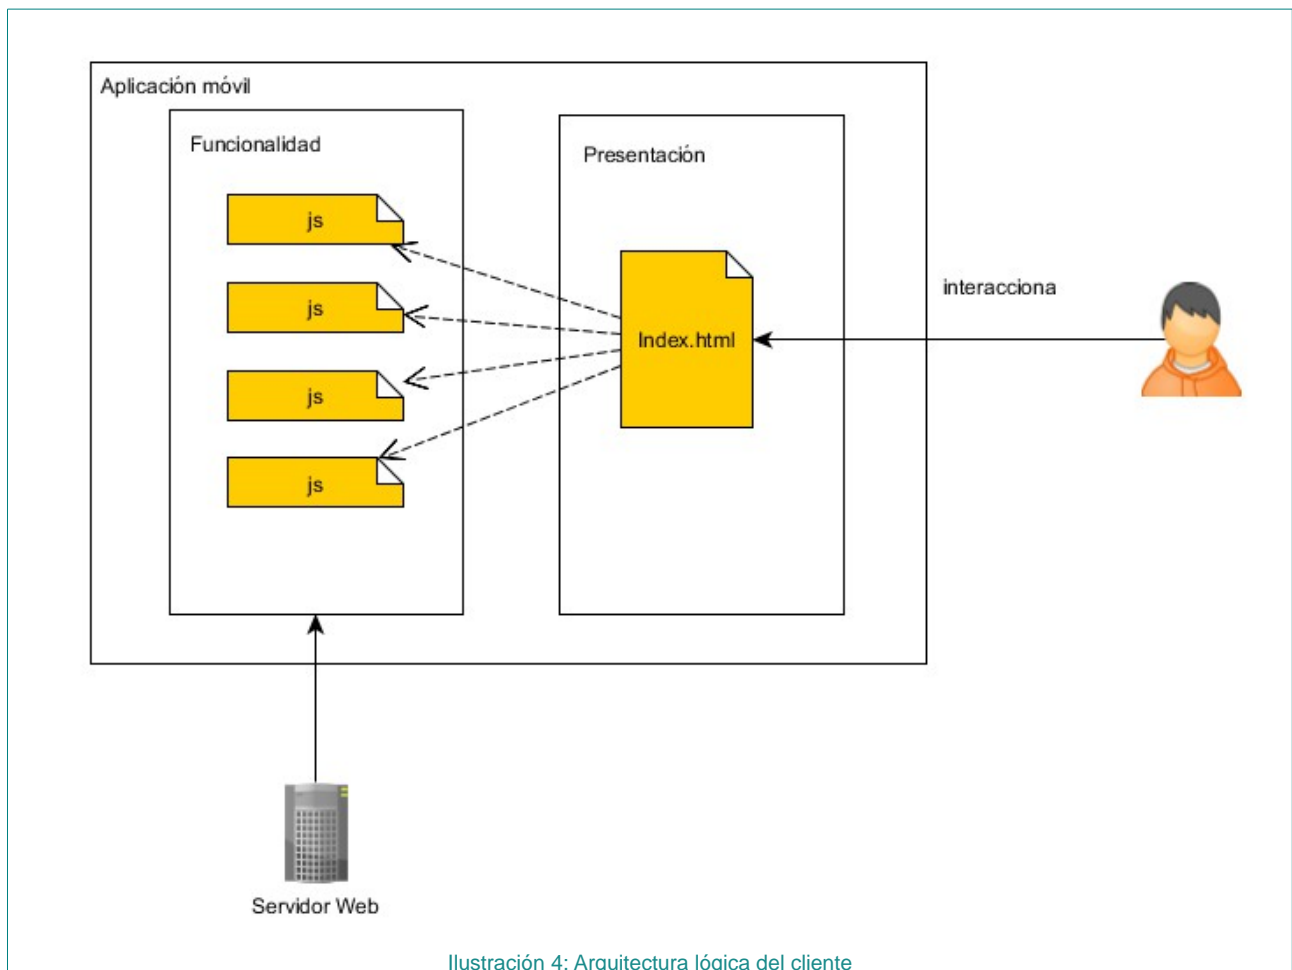 Aplicación móvil
Funcionalidad
Presentación
js
js
js
js
Index.html
interacciona
Servidor Web
Ilustración 4: Arquitectura lógica del cliente